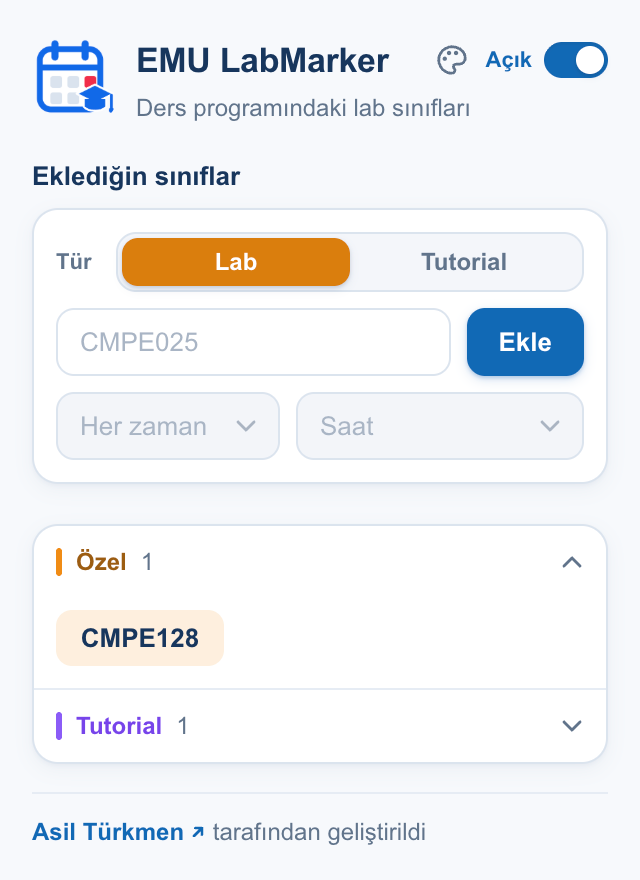 EMU LabMarker
Açık
Ders programındaki lab sınıfları
Eklediğin sınıflar
Tür
Lab
Tutorial
CMPE025
Ekle
Her zaman
Saat
Özel 1
CMPE128
Tutorial 1
Asil Türkmen ↗ tarafından geliştirildi